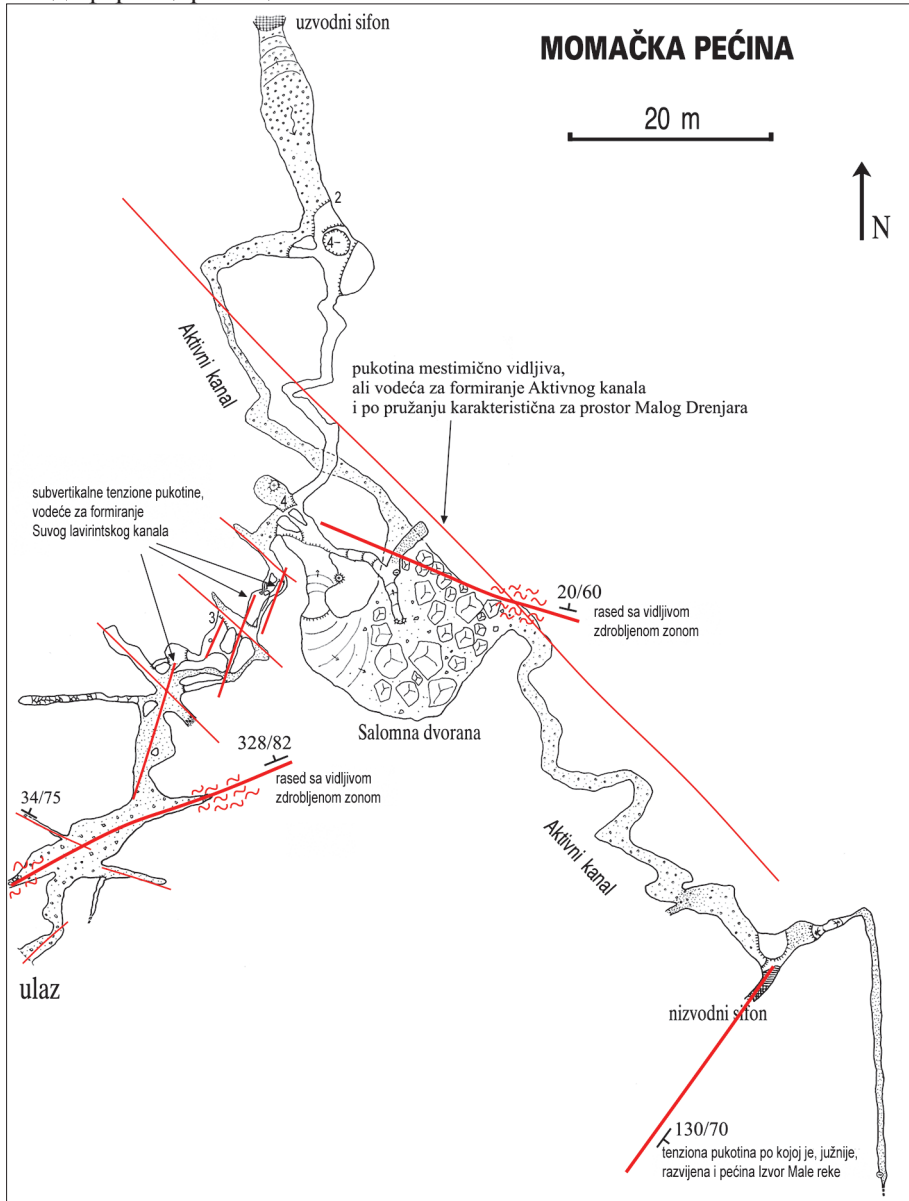 uzvodni sifon
MOMAČKA PEĆINA
20 m
N
2
4
Aktivni kanal
pukotina mestimično vidljiva,
ali vodeća za formiranje Aktivnog kanala
i po pružanju karakteristična za prostor Malog Drenjara
subvertikalne tenzione pukotine,
vodeće za formiranje
Suvog lavirintskog kanala
4
3
20/60
rased sa vidljivom
zdrobljenom zonom
Salomna dvorana
328/82
rased sa vidljivom
zdrobljenom zonom
34/75
Aktivni kanal
ulaz
nizvodni sifon
130/70
tenziona pukotina po kojoj je, južnije,
razvijena i pećina Izvor Male reke